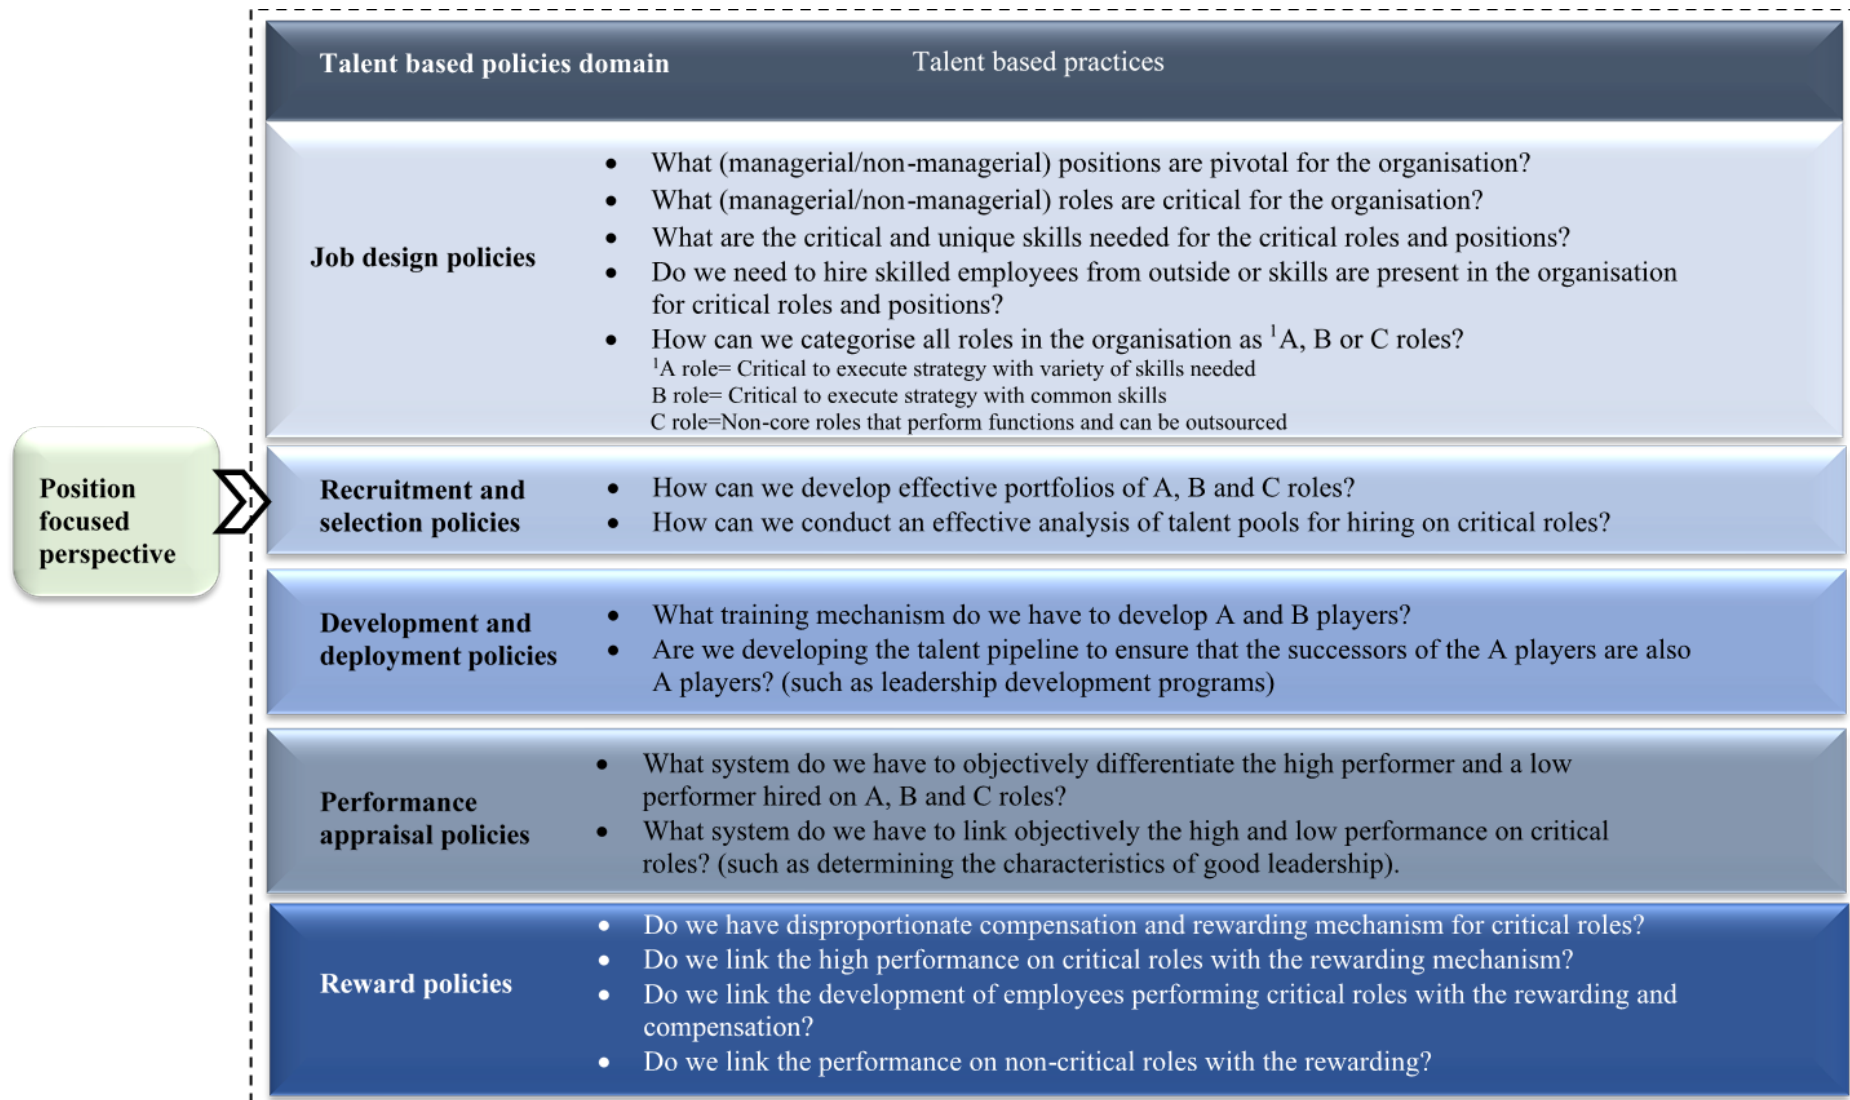 Talent based policies domain
Talent based practices
Position
focused
perspective
Job design policies
• What (managerial/non-managerial) positions are pivotal for the organisation?
• What (managerial/non-managerial) roles are critical for the organisation?
• What are the critical and unique skills needed for the critical roles and positions?
• Do we need to hire skilled employees from outside or skills are present in the organisation
for critical roles and positions?
• How can we categorise all roles in the organisation as ¹A, B or C roles?
¹A role= Critical to execute strategy with variety of skills needed
B role= Critical to execute strategy with common skills
C role=Non-core roles that perform functions and can be outsourced
Recruitment and
selection policies
• How can we develop effective portfolios of A, B and C roles?
• How can we conduct an effective analysis of talent pools for hiring on critical roles?
Development and
deployment policies
• What training mechanism do we have to develop A and B players?
• Are we developing the talent pipeline to ensure that the successors of the A players are also
A players? (such as leadership development programs)
Performance
appraisal policies
• What system do we have to objectively differentiate the high performer and a low
performer hired on A, B and C roles?
• What system do we have to link objectively the high and low performance on critical
roles? (such as determining the characteristics of good leadership).
Reward policies
• Do we have disproportionate compensation and rewarding mechanism for critical roles?
• Do we link the high performance on critical roles with the rewarding mechanism?
• Do we link the development of employees performing critical roles with the rewarding and
compensation?
• Do we link the performance on non-critical roles with the rewarding?